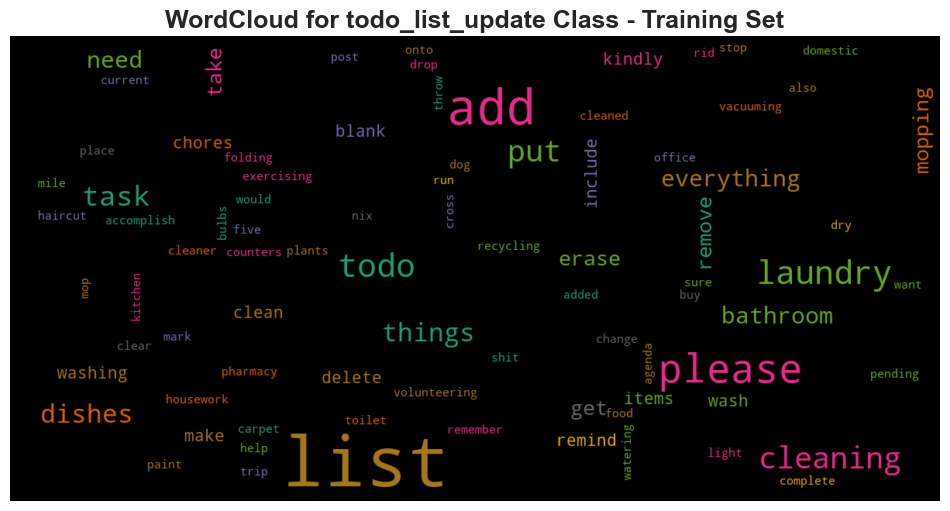 WordCloud for todo_list_update Class - Training Set
need
current
take
post
onto
drop
throw
kindly
rid
stop
domestic
also
vacuuming
mopping
add
cleaned
blank
put
include
office
everything
chores
place
folding
exercising
dog
run
mile
task
would
haircut
accomplish
bulbs
five
nix
cross
remove
dry
cleaner
counters
plants
todo
recycling
erase
sure
laundry
want
added
buy
mop
kitchen
clean
bathroom
mark
clear
things
change
shit
agenda
please
pending
washing
pharmacy
delete
volunteering
housework
dishes
get
food
items
wash
toilet
carpet
remember
make
help
list
remind
watering
light
cleaning
paint
trip
complete